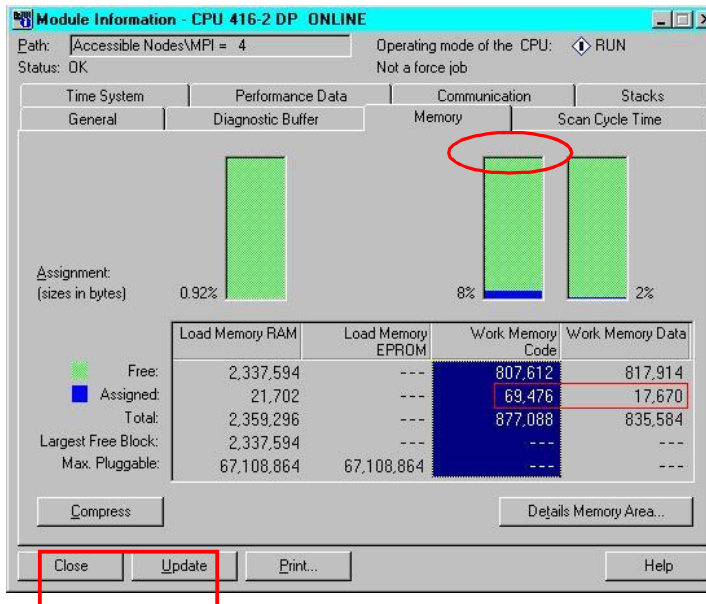 Module Information - CPU 416-2 DP ONLINE
Path: Accessible Nodes\MPI = 4 Operating mode of the CPU: RUN
Status: OK Not a force job
Time System Performance Data Communication Stacks
General Diagnostic Buffer Memory Scan Cycle Time
Assignment:
(sizes in bytes) 0.92% 8% 2%
Load Memory RAM Load Memory EPROM Work Memory Code Work Memory Data
Free: 2,337,594 --- 807,612 817,914
Assigned: 21,702 --- 69,476 17,670
Total: 2,359,296 --- 877,088 835,584
Largest Free Block: 2,337,594 --- --- ---
Max. Pluggable: 67,108,864 67,108,864 --- ---
Compress Details Memory Area...
Close Update Print... Help